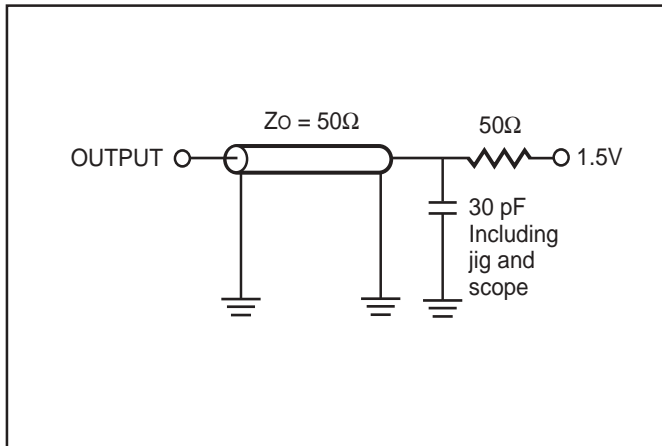 ZO = 50Ω
50Ω
OUTPUT
1.5V
30 pF
Including
jig and
scope